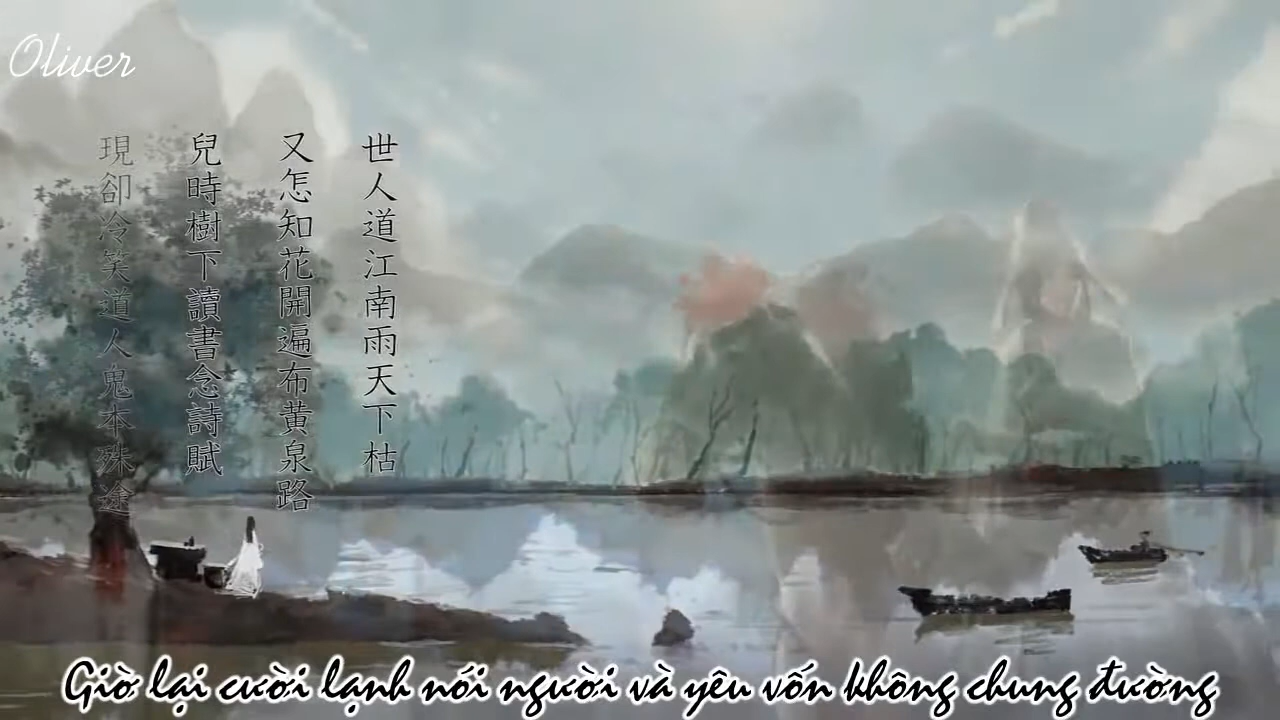 Oliver
世人道江南雨天下枯
又怎知花開遍布黃泉路
兒時樹下讀書念詩賦
現卻冷笑道人鬼本殊途
Giờ lại cười lạnh nói người và yêu vốn không chung đường